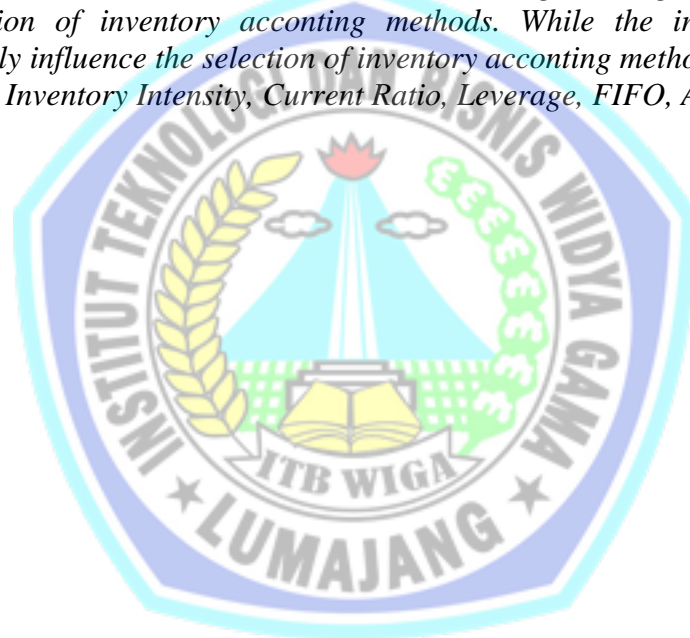 ion of inventory acconting methods. While the in
ly influence the selection of inventory acconting metho
Inventory Intensity, Current Ratio, Leverage, FIFO, A
INSTITUT TEKNOLOGI DAN BISNIS WIDYA GAMA
ITB WIGA
LUMAJANG